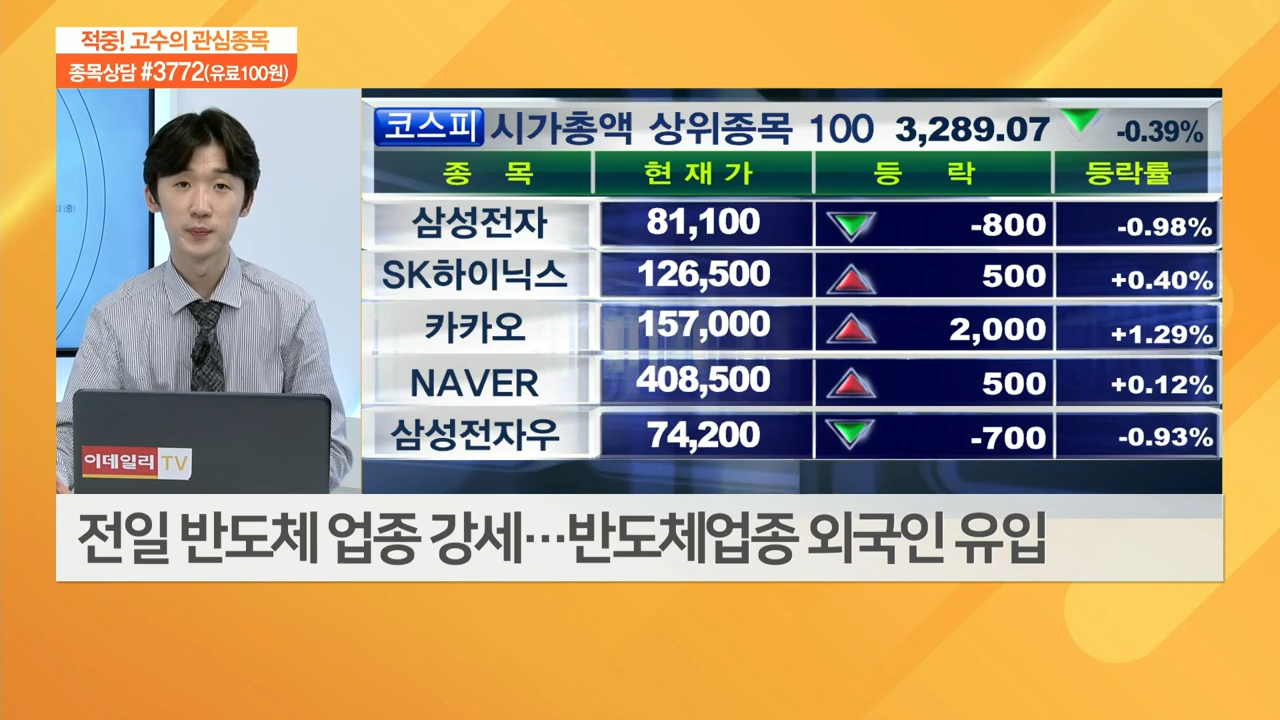 적중! 고수의 관심종목
종목상담 #3772(유료100원)
코스피 시가총액 상위종목 100 3,289.07 -0.39%
종 목 현 재 가 등 락 등락률
삼성전자 81,100 -800 -0.98%
SK하이닉스 126,500 500 +0.40%
카카오 157,000 2,000 +1.29%
NAVER 408,500 500 +0.12%
삼성전자우 74,200 -700 -0.93%
이데일리TV
전일 반도체 업종 강세…반도체업종 외국인 유입